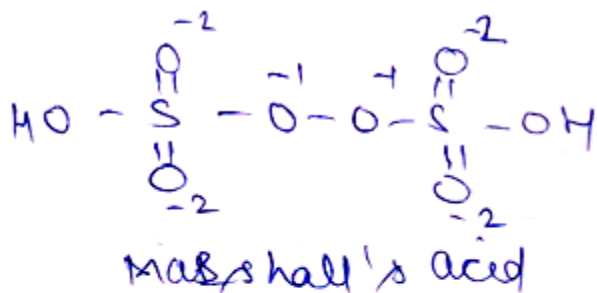 -2 -2
O -1 -1 O
HO - S - O - O - S - OH
O O
-2 -2
Marshall's acid